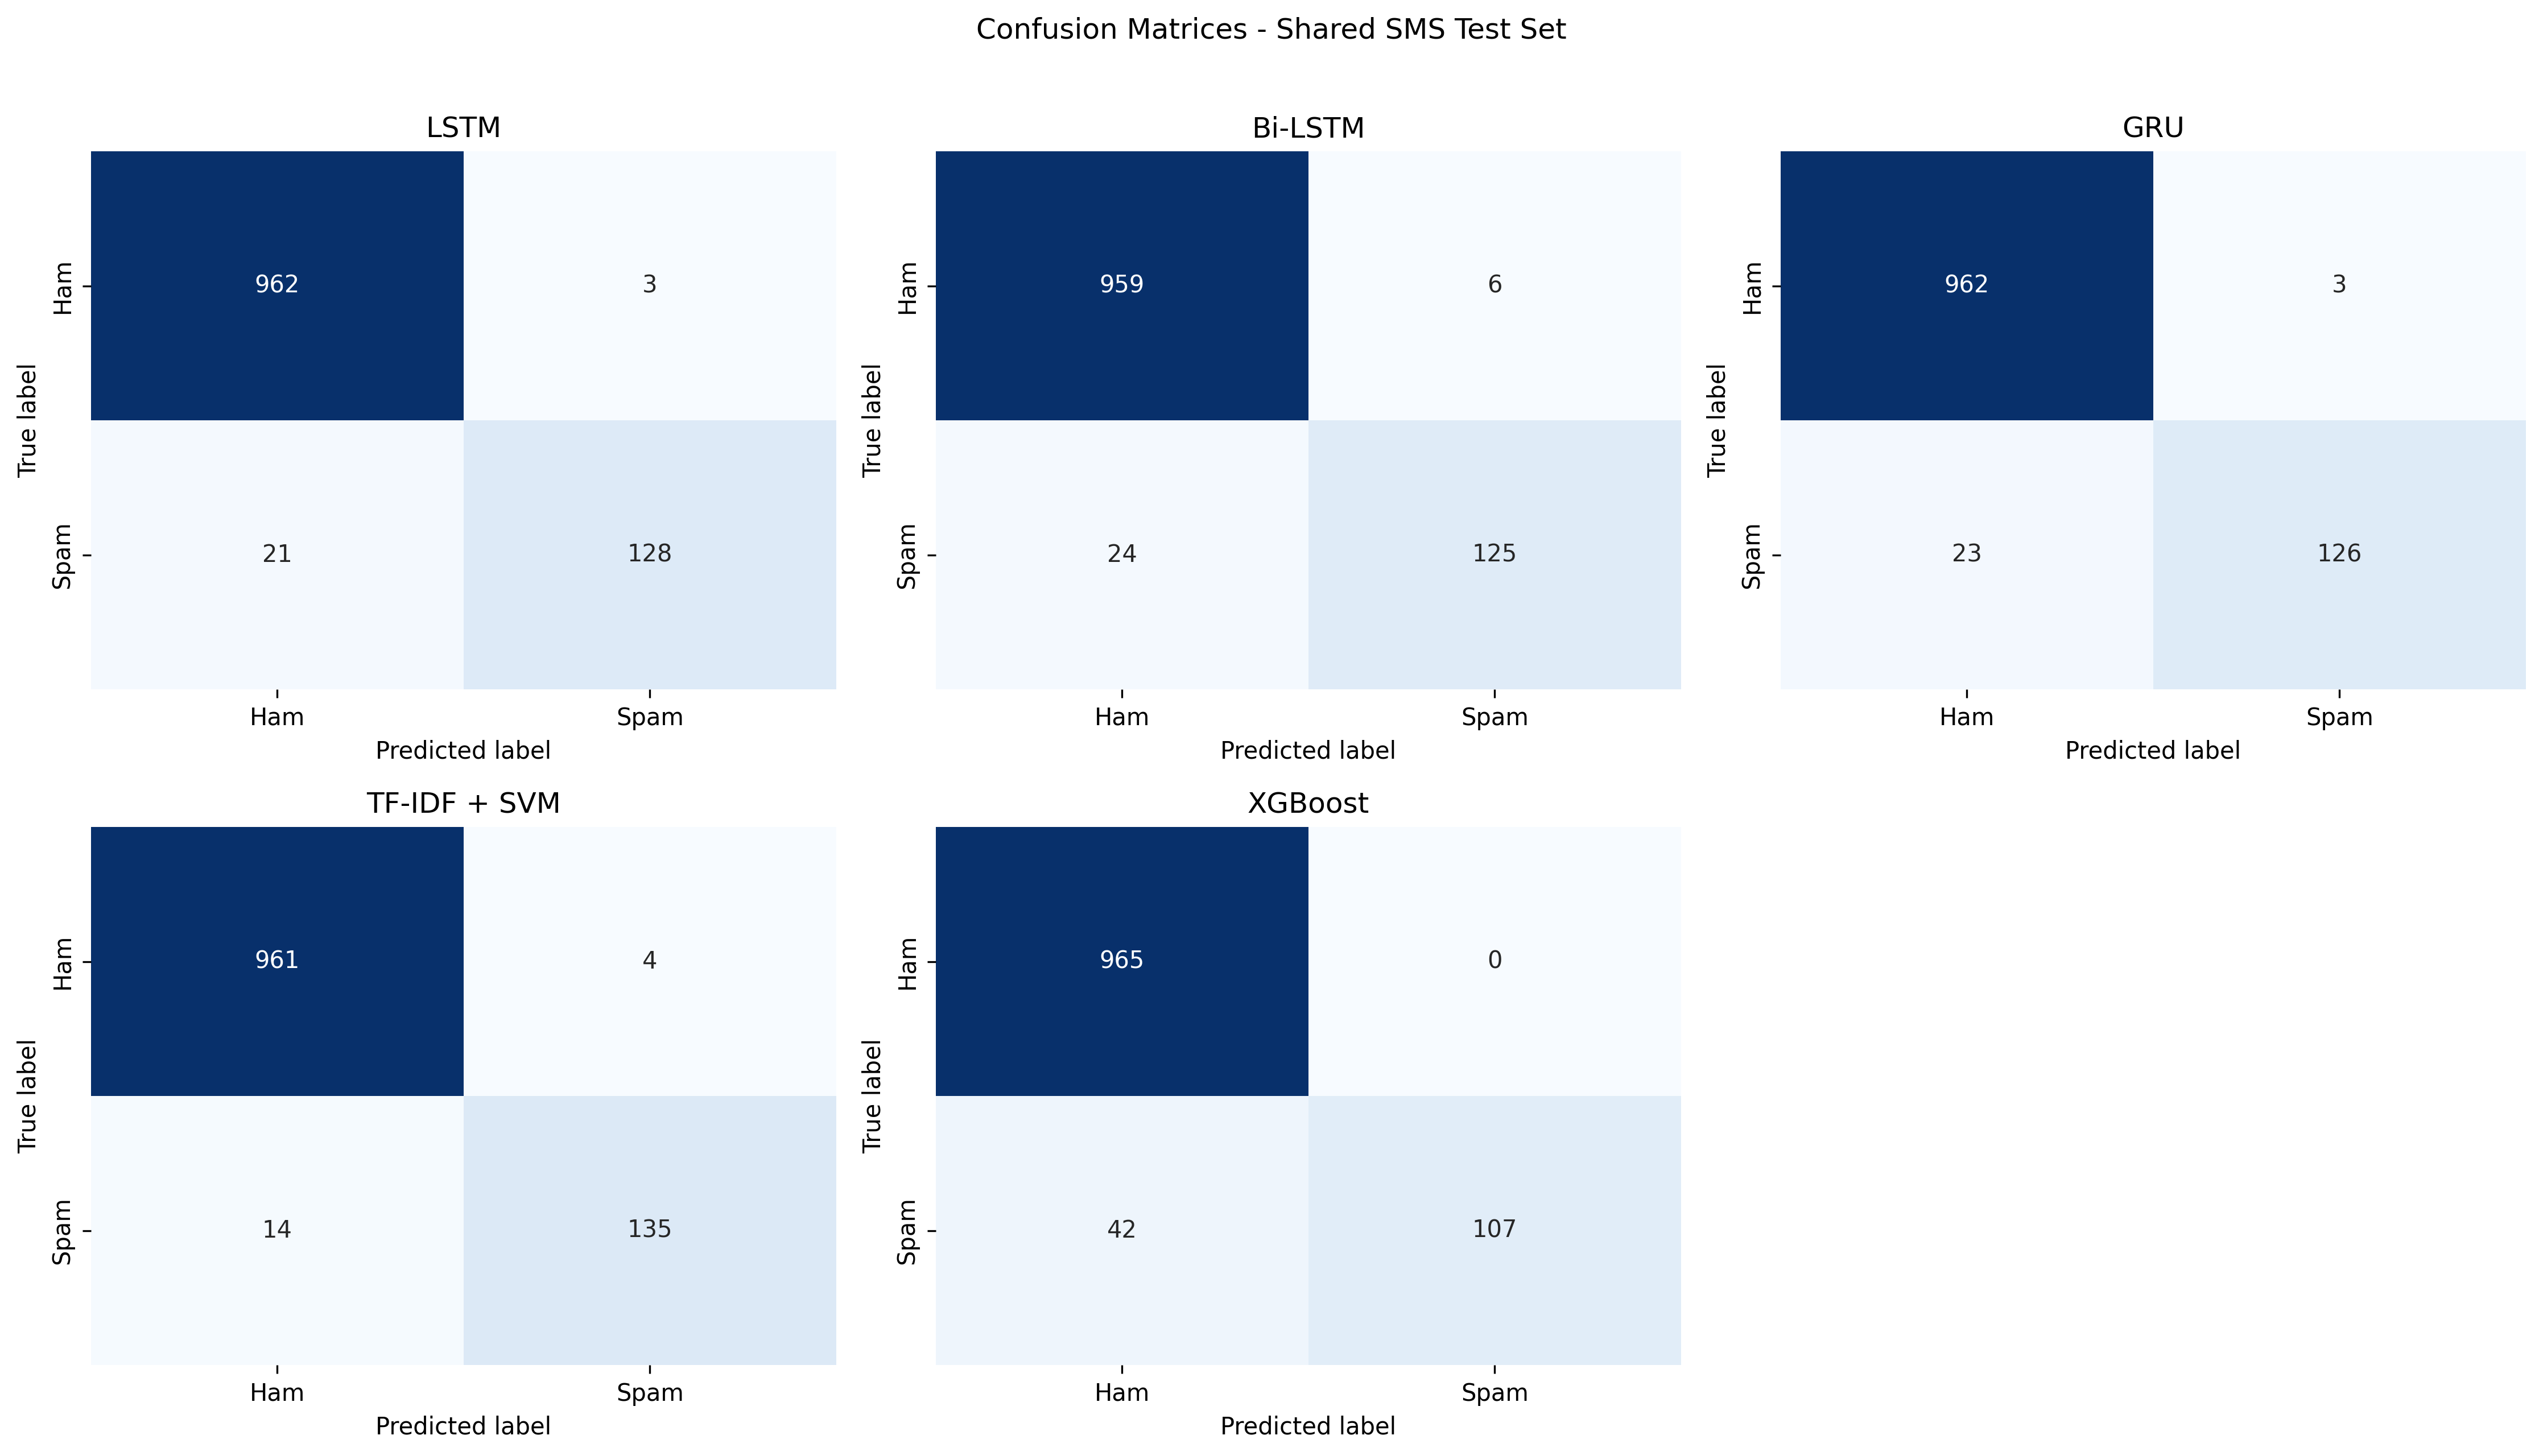 Confusion Matrices - Shared SMS Test Set
LSTM
True label
Ham
962
3
Spam
21
128
Ham
Spam
Predicted label
Bi-LSTM
True label
Ham
959
6
Spam
24
125
Ham
Spam
Predicted label
GRU
True label
Ham
962
3
Spam
23
126
Ham
Spam
Predicted label
TF-IDF + SVM
True label
Ham
961
4
Spam
14
135
Ham
Spam
Predicted label
XGBoost
True label
Ham
965
0
Spam
42
107
Ham
Spam
Predicted label